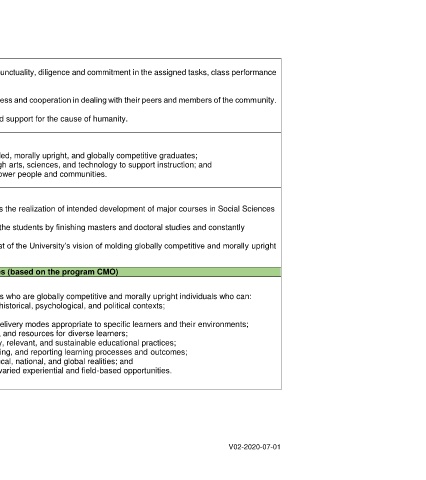 unctuality, diligence and commitment in the assigned tasks, class performance
ess and cooperation in dealing with their peers and members of the community.
d support for the cause of humanity.
led, morally upright, and globally competitive graduates;
gh arts, sciences, and technology to support instruction; and
ower people and communities.
s the realization of intended development of major courses in Social Sciences
the students by finishing masters and doctoral studies and constantly
st of the University's vision of molding globally competitive and morally upright
es (based on the program CMO)
s who are globally competitive and morally upright individuals who can:
historical, psychological, and political contexts;
elivery modes appropriate to specific learners and their environments;
, and resources for diverse learners;
y, relevant, and sustainable educational practices;
ing, and reporting learning processes and outcomes;
cal, national, and global realities; and
varied experiential and field-based opportunities.
V02-2020-07-01